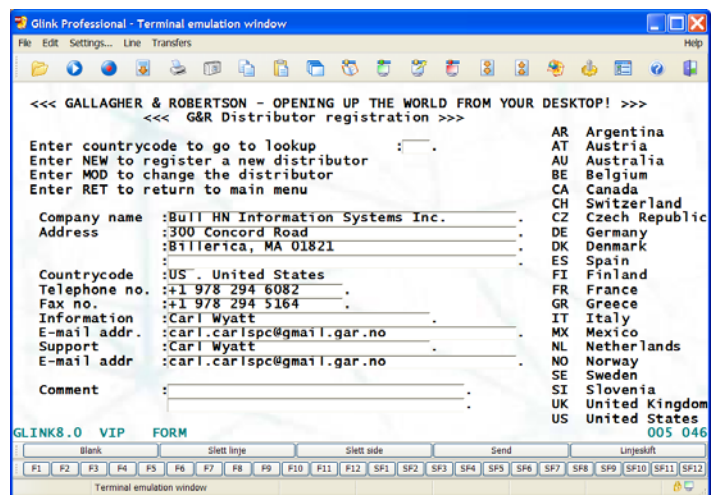 Glink Professional - Terminal emulation window
File Edit Settings... Line Transfers Help
<<< GALLAGHER & ROBERTSON - OPENING UP THE WORLD FROM YOUR DESKTOP! >>>
<<< G&R Distributor registration >>>
AR Argentina
Enter countrycode to go to lookup : . AT Austria
Enter NEW to register a new distributor AU Australia
Enter MOD to change the distributor BE Belgium
Enter RET to return to main menu CA Canada
CH Switzerland
Company name :Bull HN Information Systems Inc. . CZ Czech Republic
Address :300 Concord Road . DE Germany
:Billerica, MA 01821 . DK Denmark
: . ES Spain
Countrycode :US . United States FI Finland
Telephone no. :+1 978 294 6082 . FR France
Fax no. :+1 978 294 5164 . GR Greece
Information :Carl Wyatt . IT Italy
E-mail addr. :carl.carlspc@gmail.gar.no . MX Mexico
Support :Carl Wyatt . NL Netherlands
E-mail addr :carl.carlspc@gmail.gar.no . NO Norway
SE Sweden
Comment : . SI Slovenia
. UK United Kingdom
US United States
GLINK8.0 VIP FORM 005 046
Blank Slett linje Slett side Send Linjeskift
F1 F2 F3 F4 F5 F6 F7 F8 F9 F10 F11 F12 SF1 SF2 SF3 SF4 SF5 SF6 SF7 SF8 SF9 SF10 SF11 SF12
Terminal emulation window